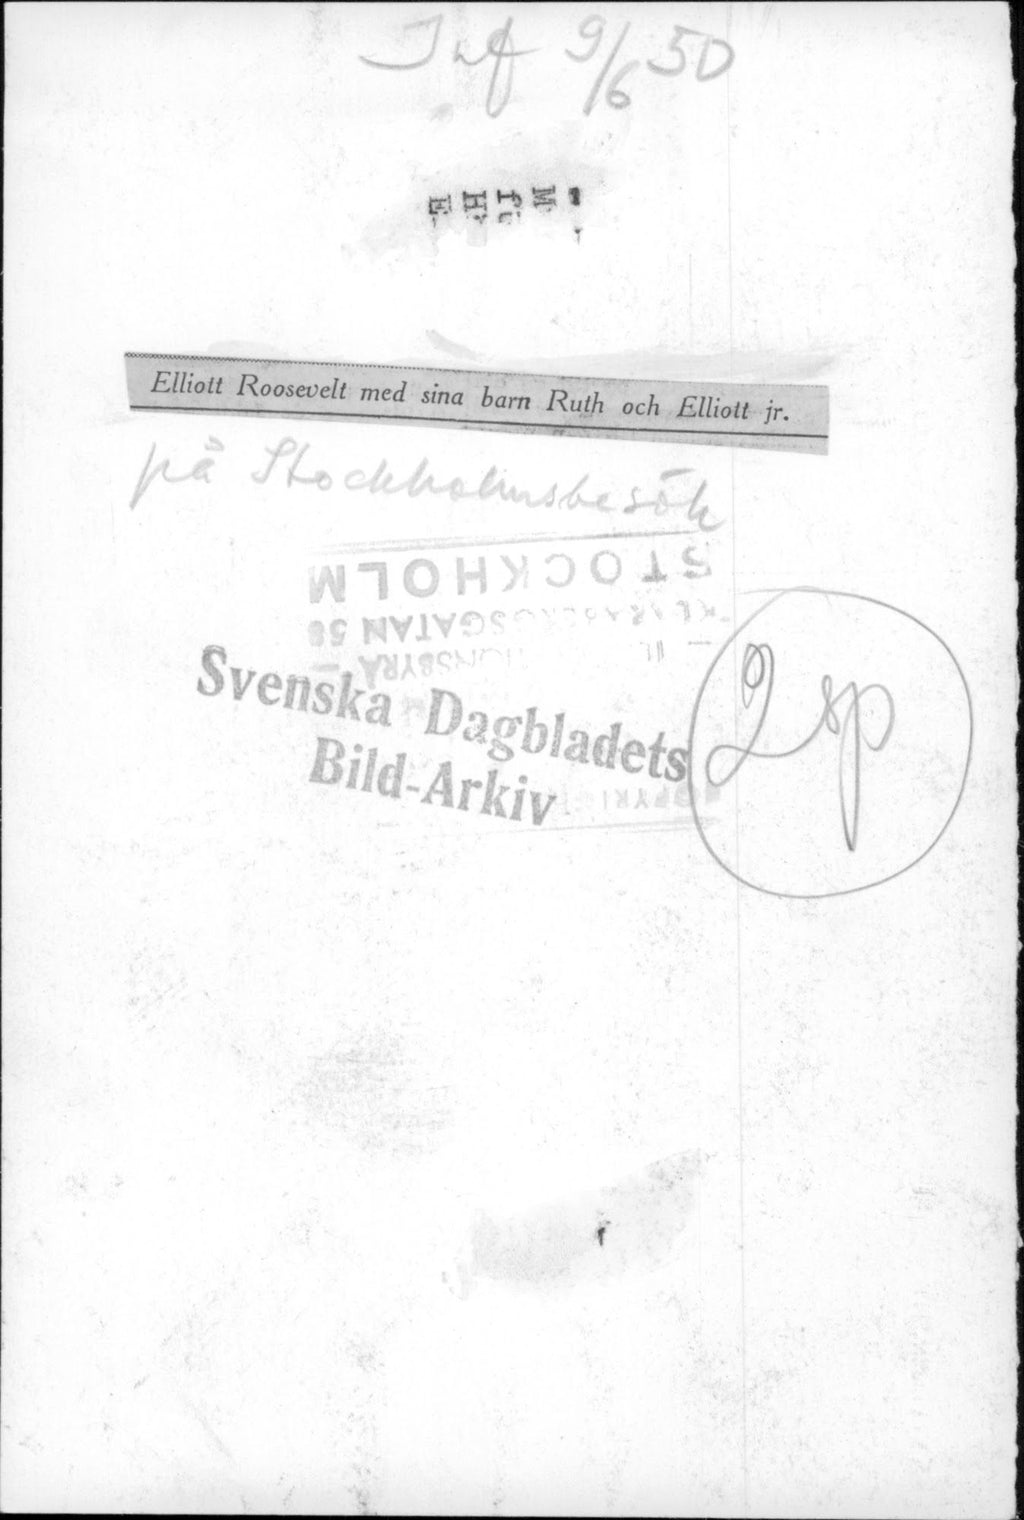 Inf 9/6 50
Elliott Roosevelt med sina barn Ruth och Elliott jr.
på Stockholmsbesök
STOCKHOLM
Svenska Dagbladets
Bild-Arkiv
2 sp